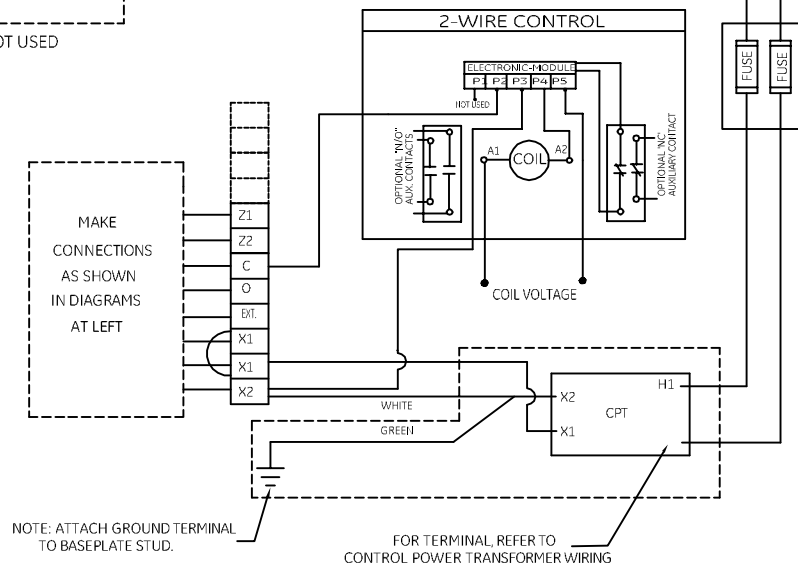 OT USED
2-WIRE CONTROL
ELECTRONIC-MODULE
P1 P2 P3 P4 P5
NOT USED
OPTIONAL "N/O"
AUX. CONTACTS
A1
COIL
A2
OPTIONAL 'NC'
AUXILIARY CONTACT
FUSE
FUSE
COIL VOLTAGE
MAKE
CONNECTIONS
AS SHOWN
IN DIAGRAMS
AT LEFT
Z1
Z2
C
O
EXT.
X1
X1
X2
WHITE
GREEN
H1
X2
CPT
X1
NOTE: ATTACH GROUND TERMINAL
TO BASEPLATE STUD.
FOR TERMINAL, REFER TO
CONTROL POWER TRANSFORMER WIRING